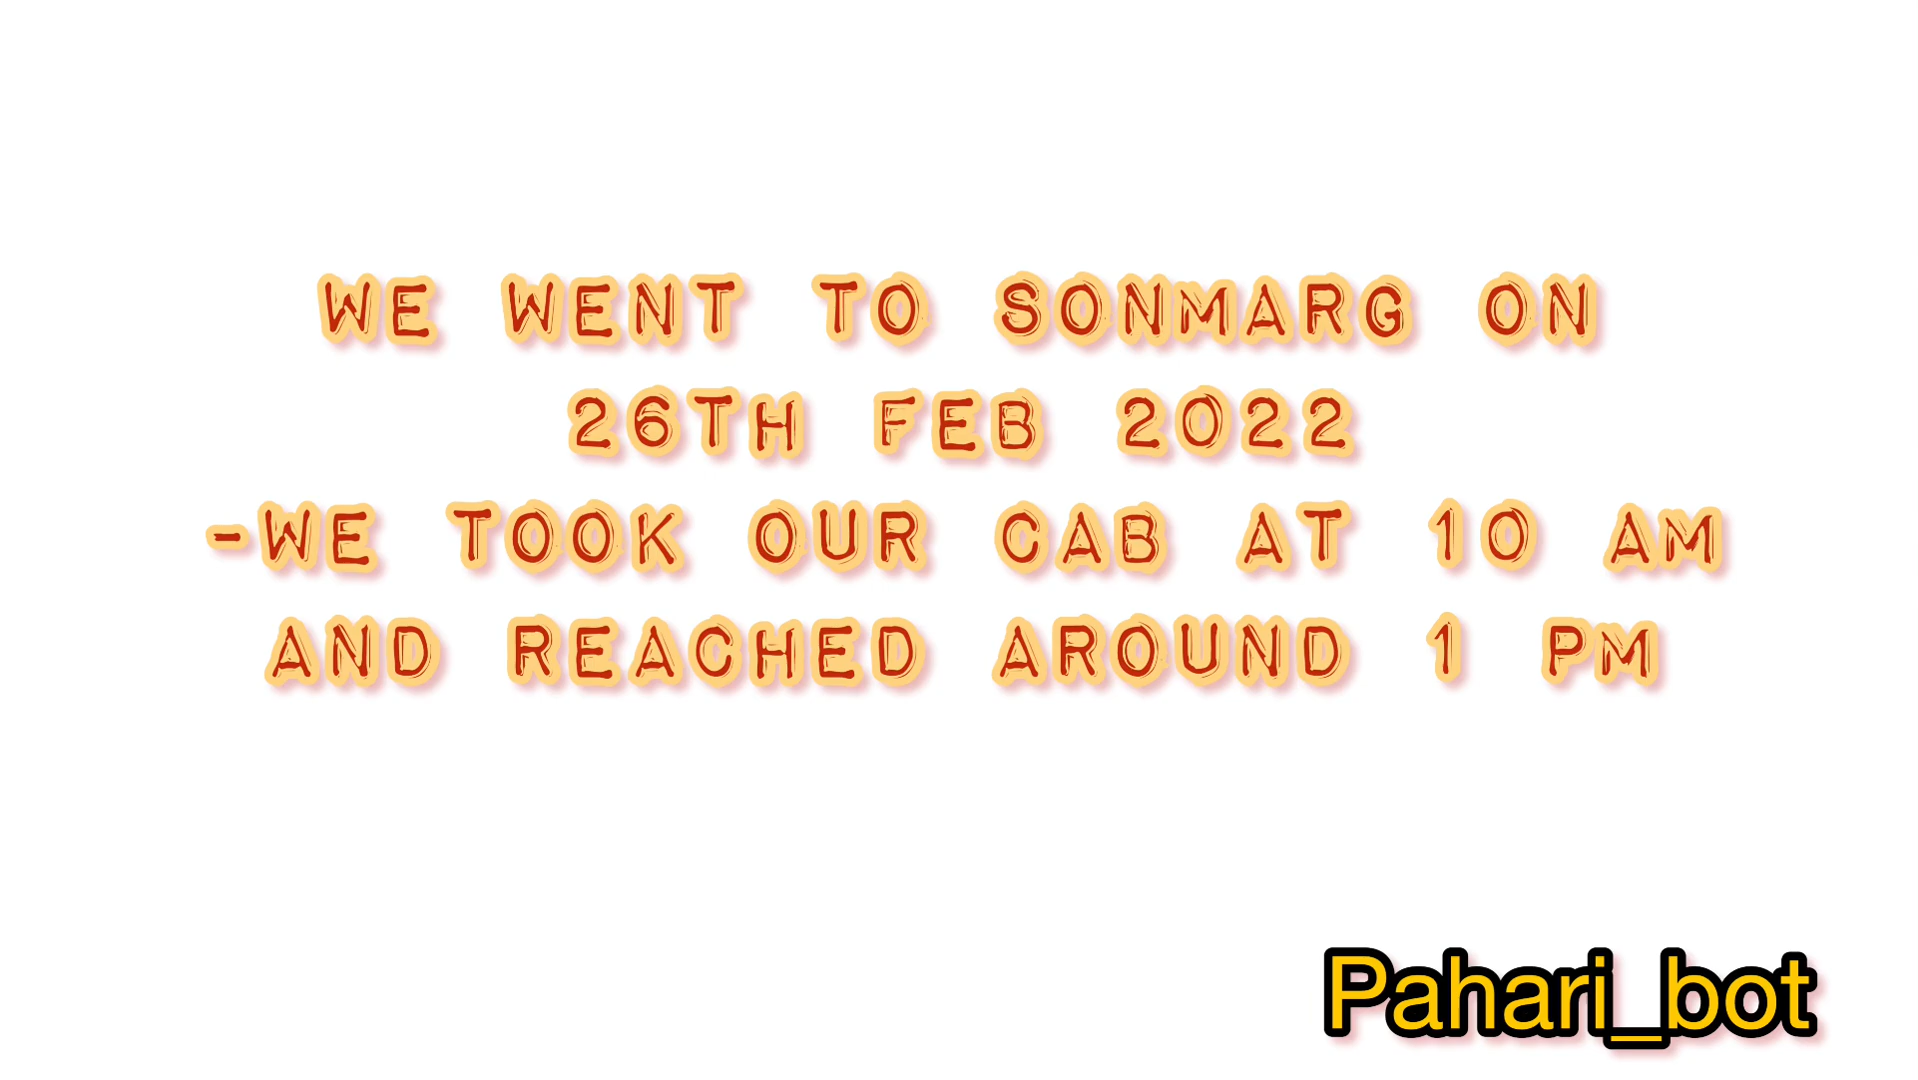 WE WENT TO SONMARG ON
26TH FEB 2022
-WE TOOK OUR CAB AT 10 AM
AND REACHED AROUND 1 PM
Pahari_bot